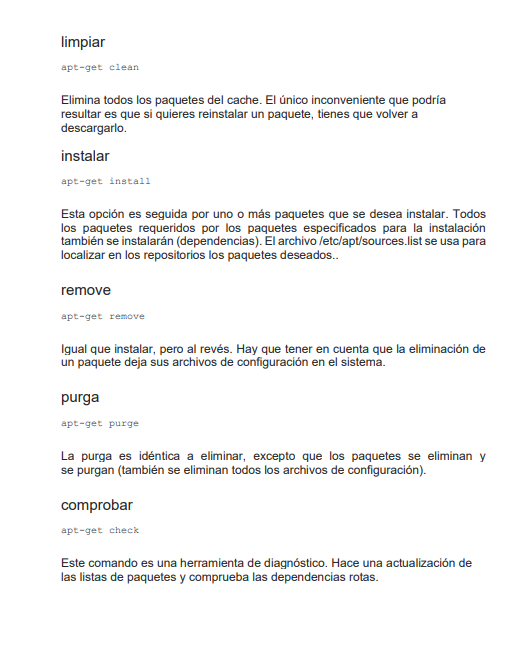 limpiar
apt-get clean
Elimina todos los paquetes del cache. El único inconveniente que podría
resultar es que si quieres reinstalar un paquete, tienes que volver a
descargarlo.
instalar
apt-get install
Esta opción es seguida por uno o más paquetes que se desea instalar. Todos
los paquetes requeridos por los paquetes especificados para la instalación
también se instalarán (dependencias). El archivo /etc/apt/sources.list se usa para
localizar en los repositorios los paquetes deseados..
remove
apt-get remove
Igual que instalar, pero al revés. Hay que tener en cuenta que la eliminación de
un paquete deja sus archivos de configuración en el sistema.
purga
apt-get purge
La purga es idéntica a eliminar, excepto que los paquetes se eliminan y
se purgan (también se eliminan todos los archivos de configuración).
comprobar
apt-get check
Este comando es una herramienta de diagnóstico. Hace una actualización de
las listas de paquetes y comprueba las dependencias rotas.